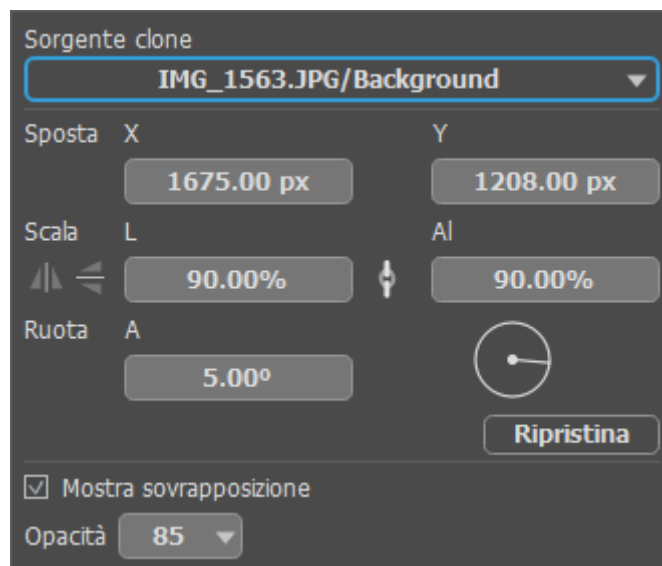 Sorgente clone
IMG_1563.JPG/Background
Sposta X Y
1675.00 px 1208.00 px
Scala L Al
90.00% 90.00%
Ruota A
5.00º
Ripristina
Mostra sovrapposizione
Opacità 85